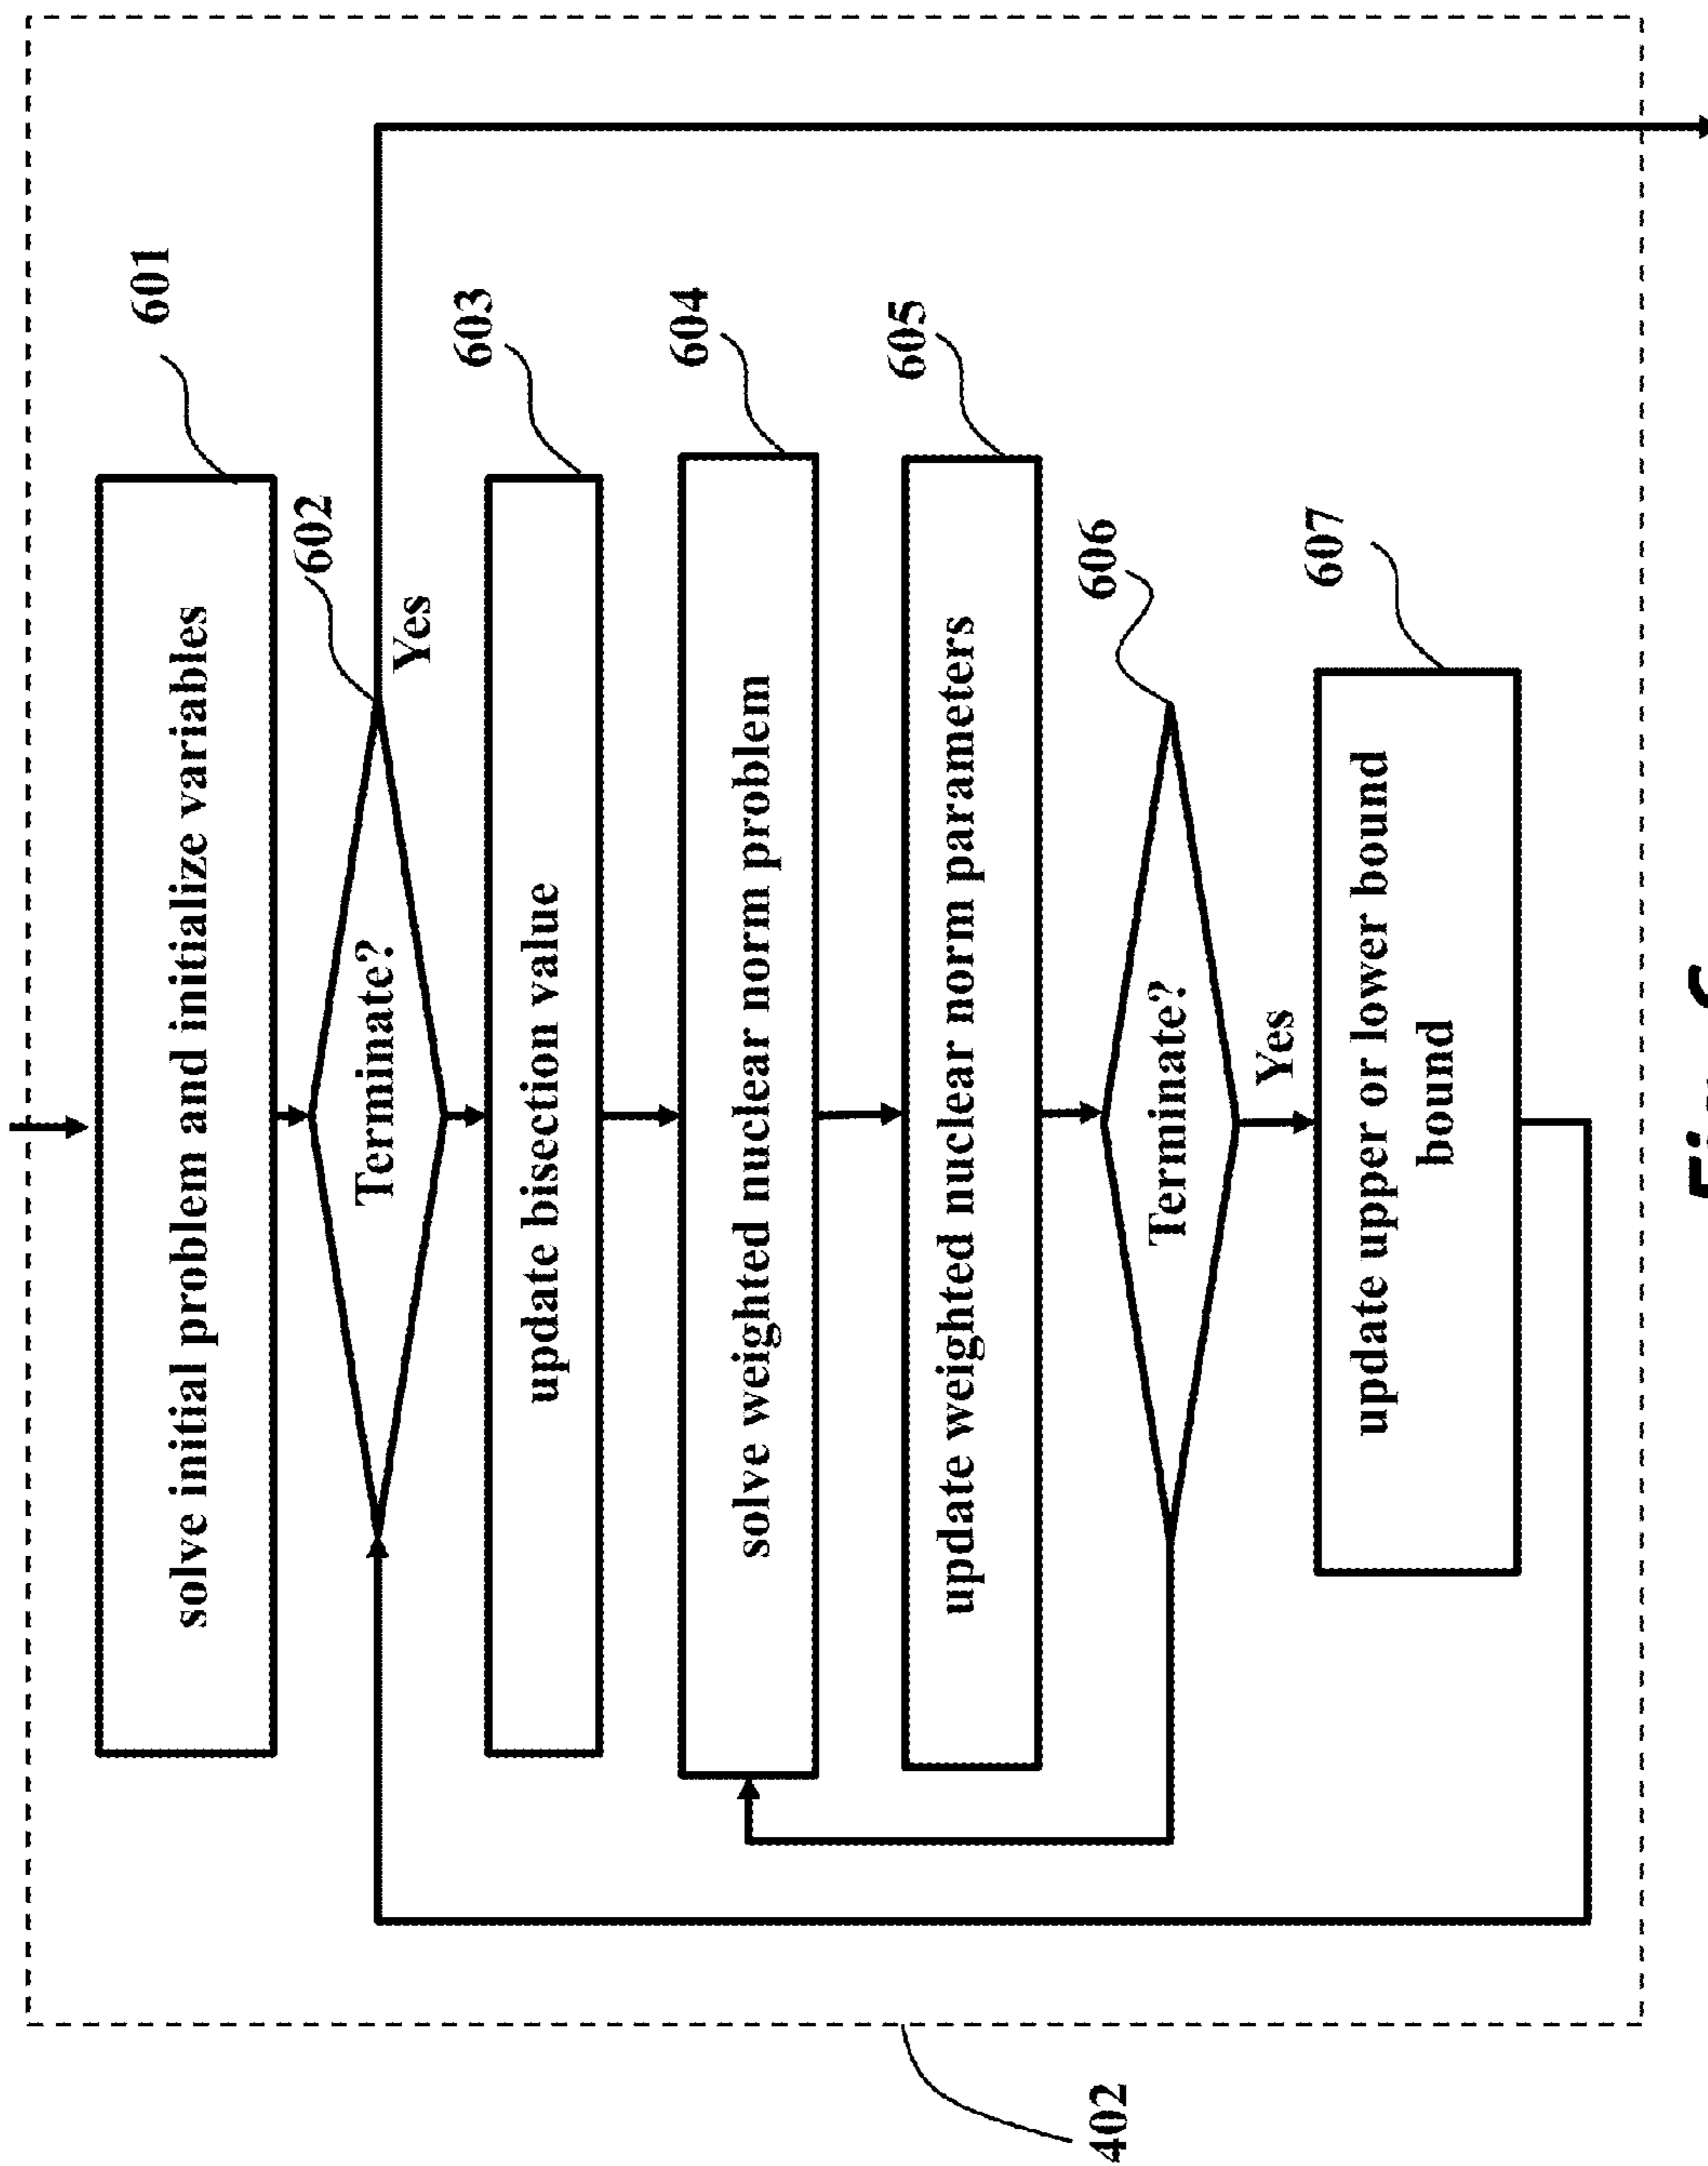 601
solve initial problem and initialize variables
602
Terminate?
Yes
603
update bisection value
604
solve weighted nuclear norm problem
605
update weighted nuclear norm parameters
606
Terminate?
Yes
607
update upper or lower bound
bound
402